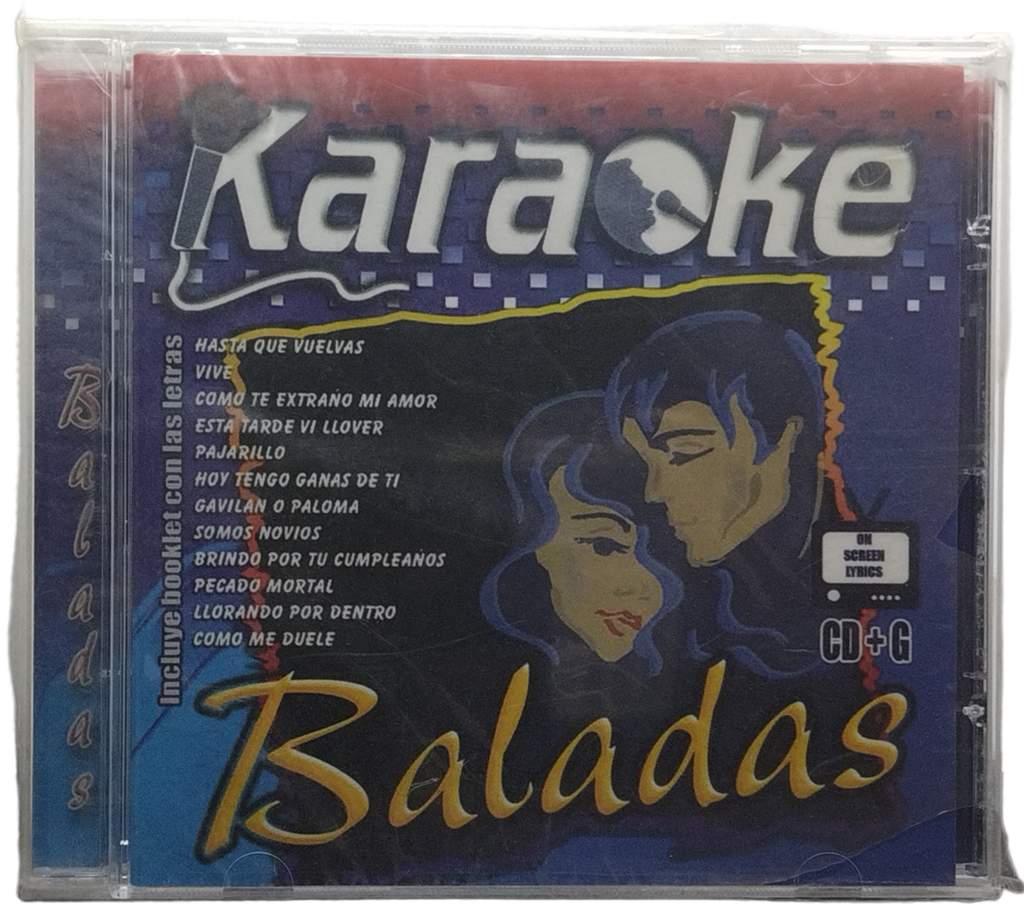 Karaoke
Incluye booklet con las letras
HASTA QUE VUELVAS
VIVE
COMO TE EXTRAÑO MI AMOR
ESTA TARDE VI LLOVER
PAJARILLO
HOY TENGO GANAS DE TI
GAVILAN O PALOMA
SOMOS NOVIOS
BRINDO POR TU CUMPLEAÑOS
PECADO MORTAL
LLORANDO POR DENTRO
COMO ME DUELE
ON
SCREEN
LYRICS
CD+G
Baladas
Baladas